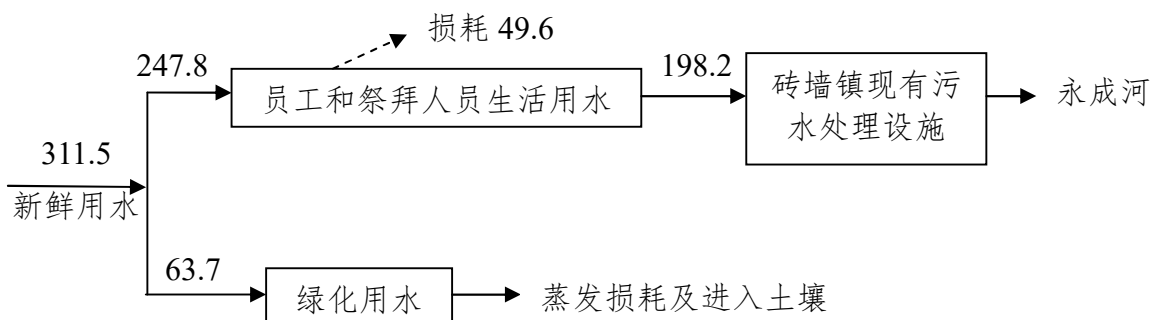 损耗 49.6
247.8
员工和祭拜人员生活用水
198.2
砖墙镇现有污
水处理设施
永成河
311.5
新鲜用水
63.7
绿化用水
蒸发损耗及进入土壤